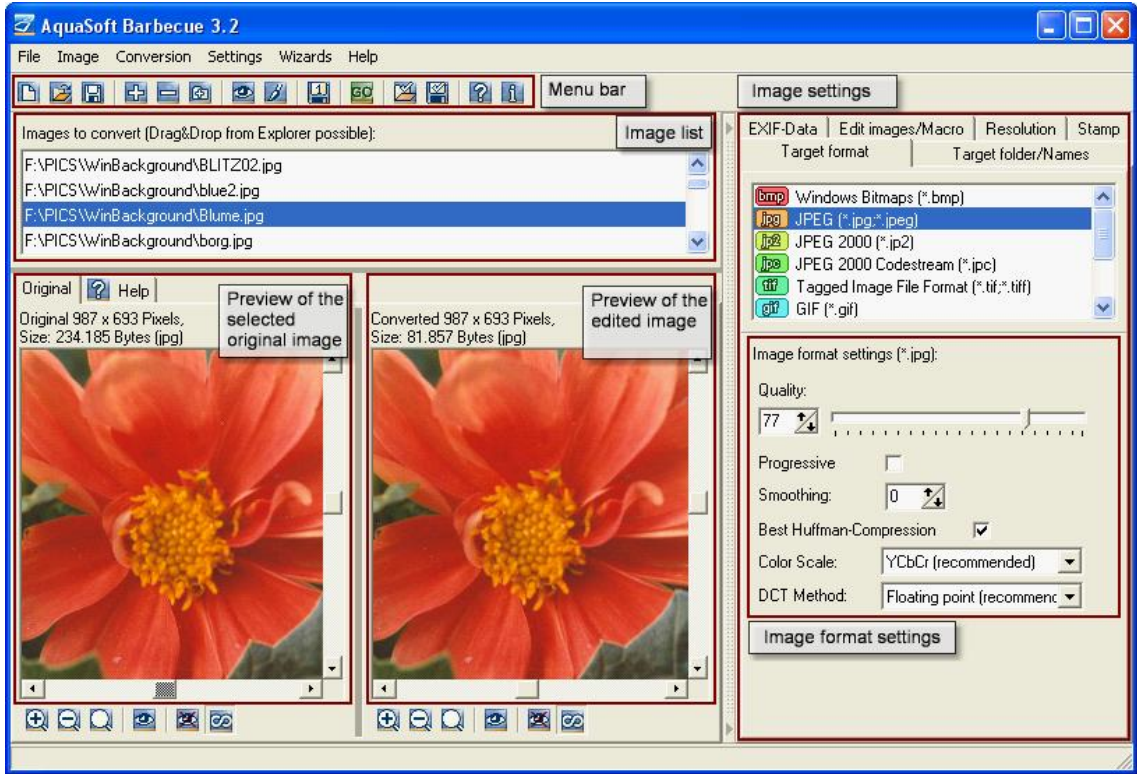 AquaSoft Barbecue 3.2
File Image Conversion Settings Wizards Help
1 GO ? i
Menu bar
Image settings
Images to convert (Drag&Drop from Explorer possible):
Image list
F:\PICS\WinBackground\BLITZ02.jpg
F:\PICS\WinBackground\blue2.jpg
F:\PICS\WinBackground\Blume.jpg
F:\PICS\WinBackground\borg.jpg
EXIF-Data Edit images/Macro Resolution Stamp
Target format Target folder/Names
bmp Windows Bitmaps (*.bmp)
jpg JPEG (*.jpg;*.jpeg)
jp2 JPEG 2000 (*.jp2)
jpc JPEG 2000 Codestream (*.jpc)
tiff Tagged Image File Format (*.tif;*.tiff)
gif GIF (*.gif)
Original ? Help
Original 987 x 693 Pixels,
Size: 234.185 Bytes (jpg)
Preview of the
selected
original image
Converted 987 x 693 Pixels,
Size: 81.857 Bytes (jpg)
Preview of the
edited image
Image format settings (*.jpg):
Quality:
77
Progressive
Smoothing: 0
Best Huffman-Compression
Color Scale: YCbCr (recommended)
DCT Method: Floating point (recommenc
Image format settings